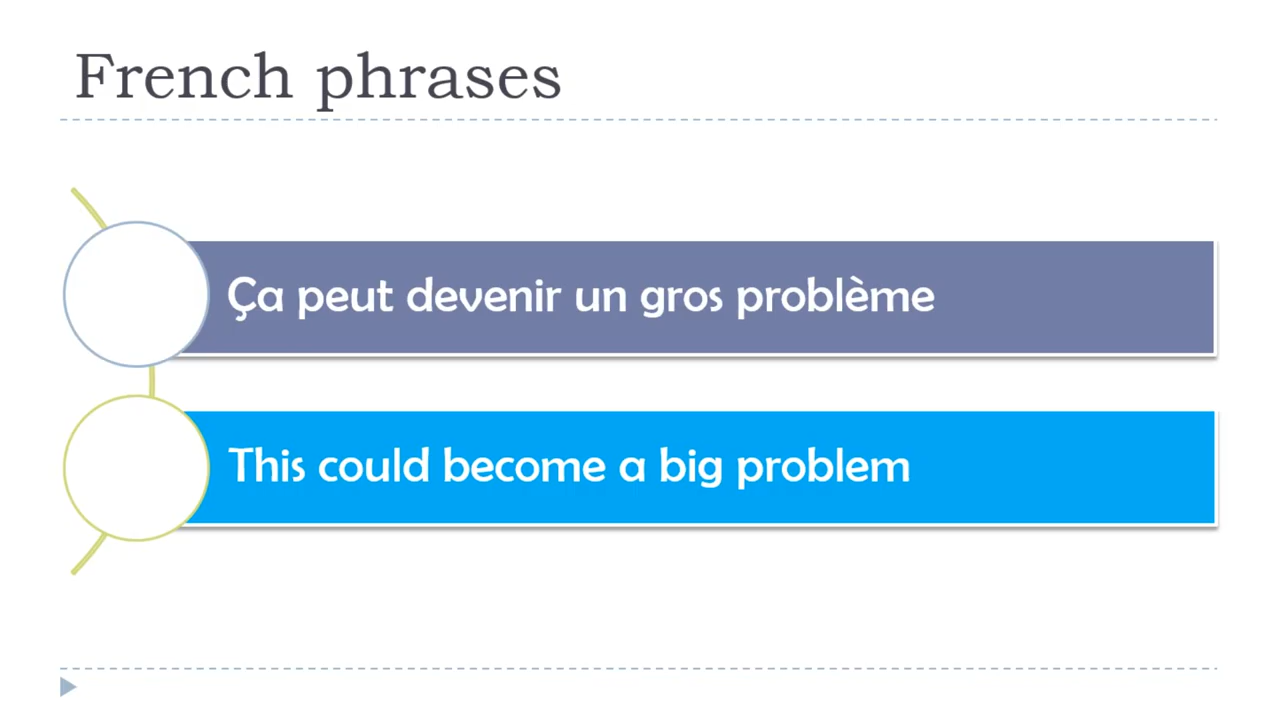 French phrases
Ça peut devenir un gros problème
This could become a big problem